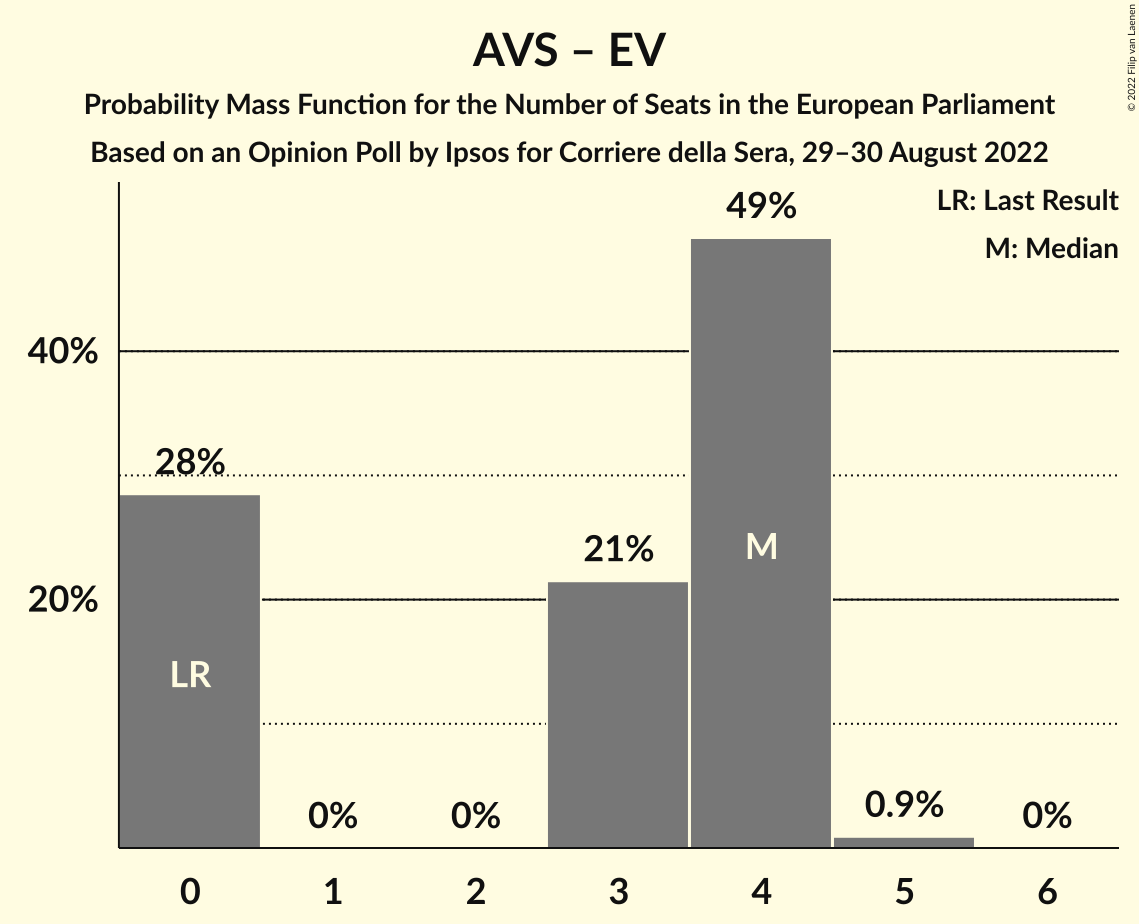 AVS – EV
Probability Mass Function for the Number of Seats in the European Parliament
Based on an Opinion Poll by Ipsos for Corriere della Sera, 29–30 August 2022
© 2022 Filip van Laenen
LR: Last Result
M: Median
49%
40%
28%
21%
M
20%
LR
0%
0%
0.9%
0%
0
1
2
3
4
5
6